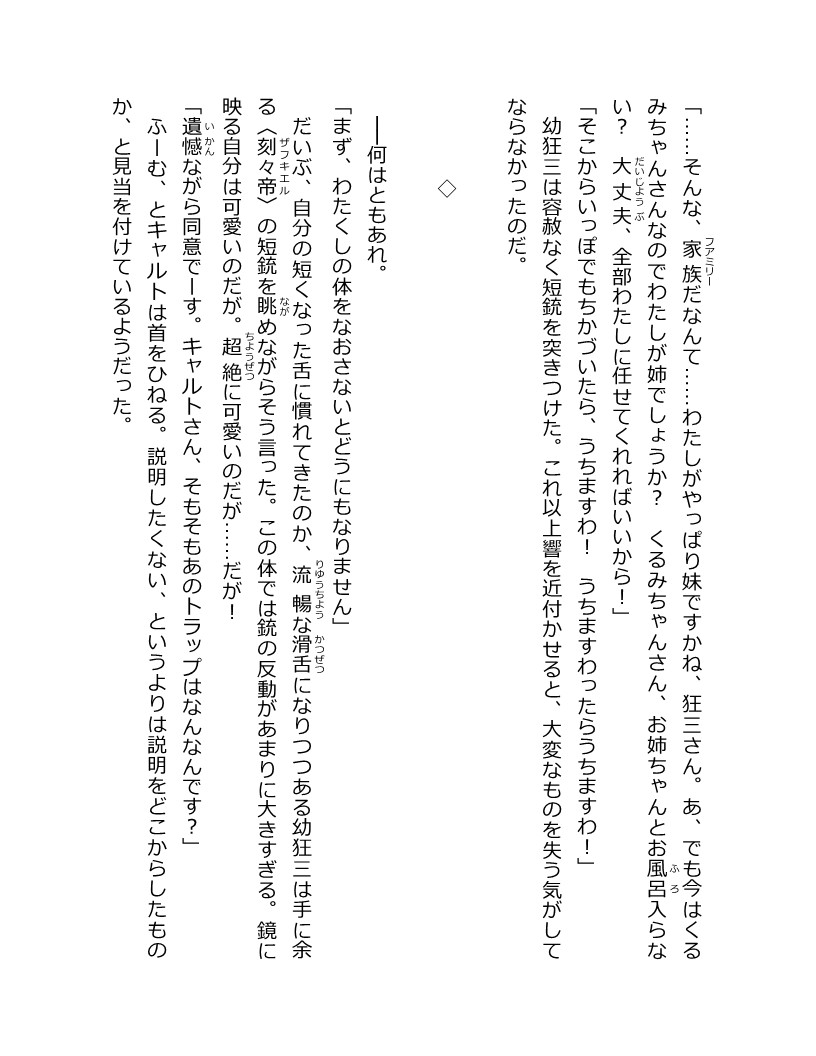 「……そんな、家族だなんて……わたしがやっぱり妹ですかね、狂三さん。あ、でも今はくる
みちゃんさんなのでわたしが姉でしょうか？　くるみちゃんさん、お姉ちゃんとお風呂入らな
い？　大丈夫、全部わたしに任せてくれればいいから！」
「そこからいっぽでもちかづいたら、うちますわ！　うちますわったらうちますわ！」
　幼狂三は容赦なく短銃を突きつけた。これ以上響を近付かせると、大変なものを失う気がして
ならなかったのだ。
◇
　──何はともあれ。
「まず、わたくしの体をなおさないとどうにもなりません」
　だいぶ、自分の短くなった舌に慣れてきたのか、流暢な滑舌になりつつある幼狂三は手に余
る〈刻々帝〉の短銃を眺めながらそう言った。この体では銃の反動があまりに大きすぎる。鏡に
映る自分は可愛いのだが。超絶に可愛いのだが……だが！
「遺憾ながら同意でーす。キャルトさん、そもそもあのトラップはなんなんです？」
　ふーむ、とキャルトは首をひねる。説明したくない、というよりは説明をどこからしたもの
か、と見当を付けているようだった。